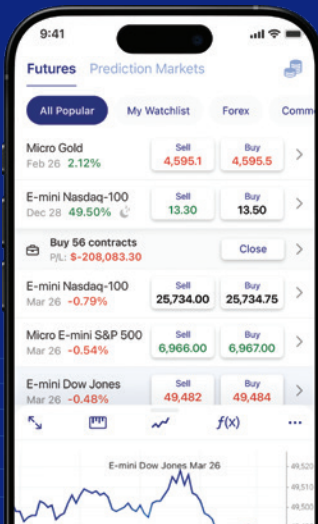 9:41
Futures Prediction Markets
All Popular My Watchlist Forex Comm
Micro Gold Sell Buy
Feb 26 2.12% 4,595.1 4,595.5
E-mini Nasdaq-100 Sell Buy
Dec 28 49.50% 13.30 13.50
Buy 56 contracts Close
P/L: $-208,083.30
E-mini Nasdaq-100 Sell Buy
Mar 26 -0.79% 25,734.00 25,734.75
Micro E-mini S&P 500 Sell Buy
Mar 26 -0.54% 6,966.00 6,967.00
E-mini Dow Jones Sell Buy
Mar 26 -0.48% 49,482 49,484
f(x)
E-mini Dow Jones Mar 26
49,520
49,510
49,500